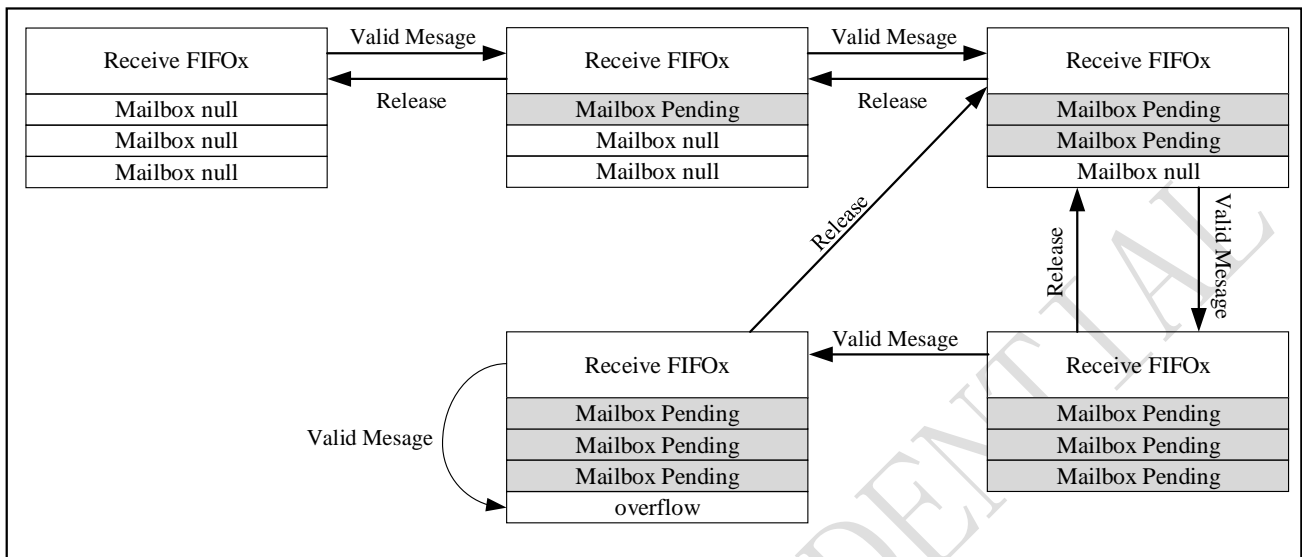 Receive FIFOx
Mailbox null
Mailbox null
Mailbox null
Valid Mesage
Release
Receive FIFOx
Mailbox Pending
Mailbox null
Mailbox null
Valid Mesage
Release
Receive FIFOx
Mailbox Pending
Mailbox Pending
Mailbox null
Release
Release
Valid Mesage
Receive FIFOx
Mailbox Pending
Mailbox Pending
Mailbox Pending
overflow
Valid Mesage
Valid Mesage
Receive FIFOx
Mailbox Pending
Mailbox Pending
Mailbox Pending
DENTIAL